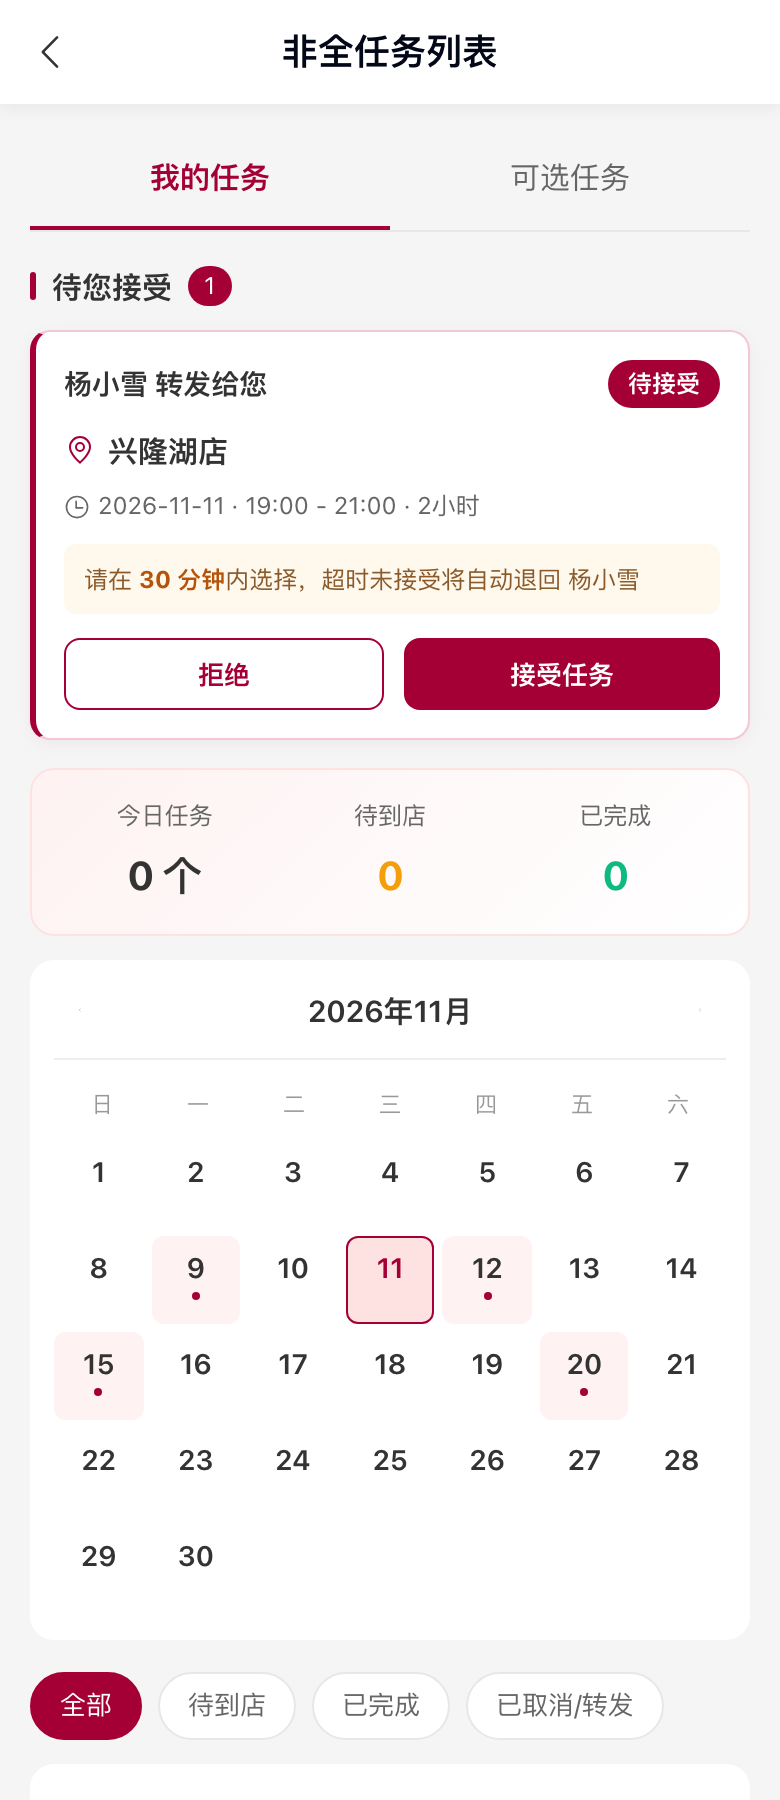 非全任务列表
我的任务 可选任务
待您接受 1
杨小雪 转发给您 待接受
兴隆湖店
2026-11-11 · 19:00 - 21:00 · 2小时
请在 30 分钟内选择，超时未接受将自动退回 杨小雪
拒绝 接受任务
今日任务 待到店 已完成
0 个 0 0
2026年11月
日 一 二 三 四 五 六
1 2 3 4 5 6 7
8 9 10 11 12 13 14
15 16 17 18 19 20 21
22 23 24 25 26 27 28
29 30
全部 待到店 已完成 已取消/转发